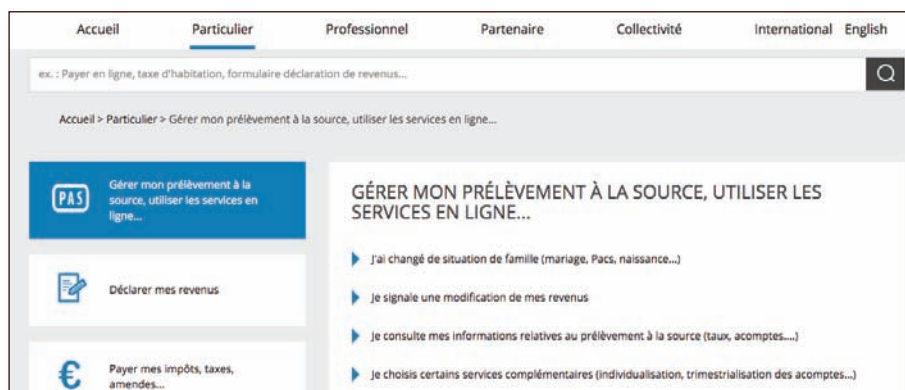 Accueil Particulier Professionnel Partenaire Collectivité International English
ex. : Payer en ligne, taxe d'habitation, formulaire déclaration de revenus...
Accueil > Particulier > Gérer mon prélèvement à la source, utiliser les services en ligne...
PAS
Gérer mon prélèvement à la
source, utiliser les services en
ligne...
Déclarer mes revenus
€
Payer mes impôts, taxes,
amendes...
GÉRER MON PRÉLÈVEMENT À LA SOURCE, UTILISER LES
SERVICES EN LIGNE...
J'ai changé de situation de famille (mariage, Pacs, naissance...)
Je signale une modification de mes revenus
Je consulte mes informations relatives au prélèvement à la source (taux, acomptes....)
Je choisis certains services complémentaires (individualisation, trimestrialisation des acomptes...)